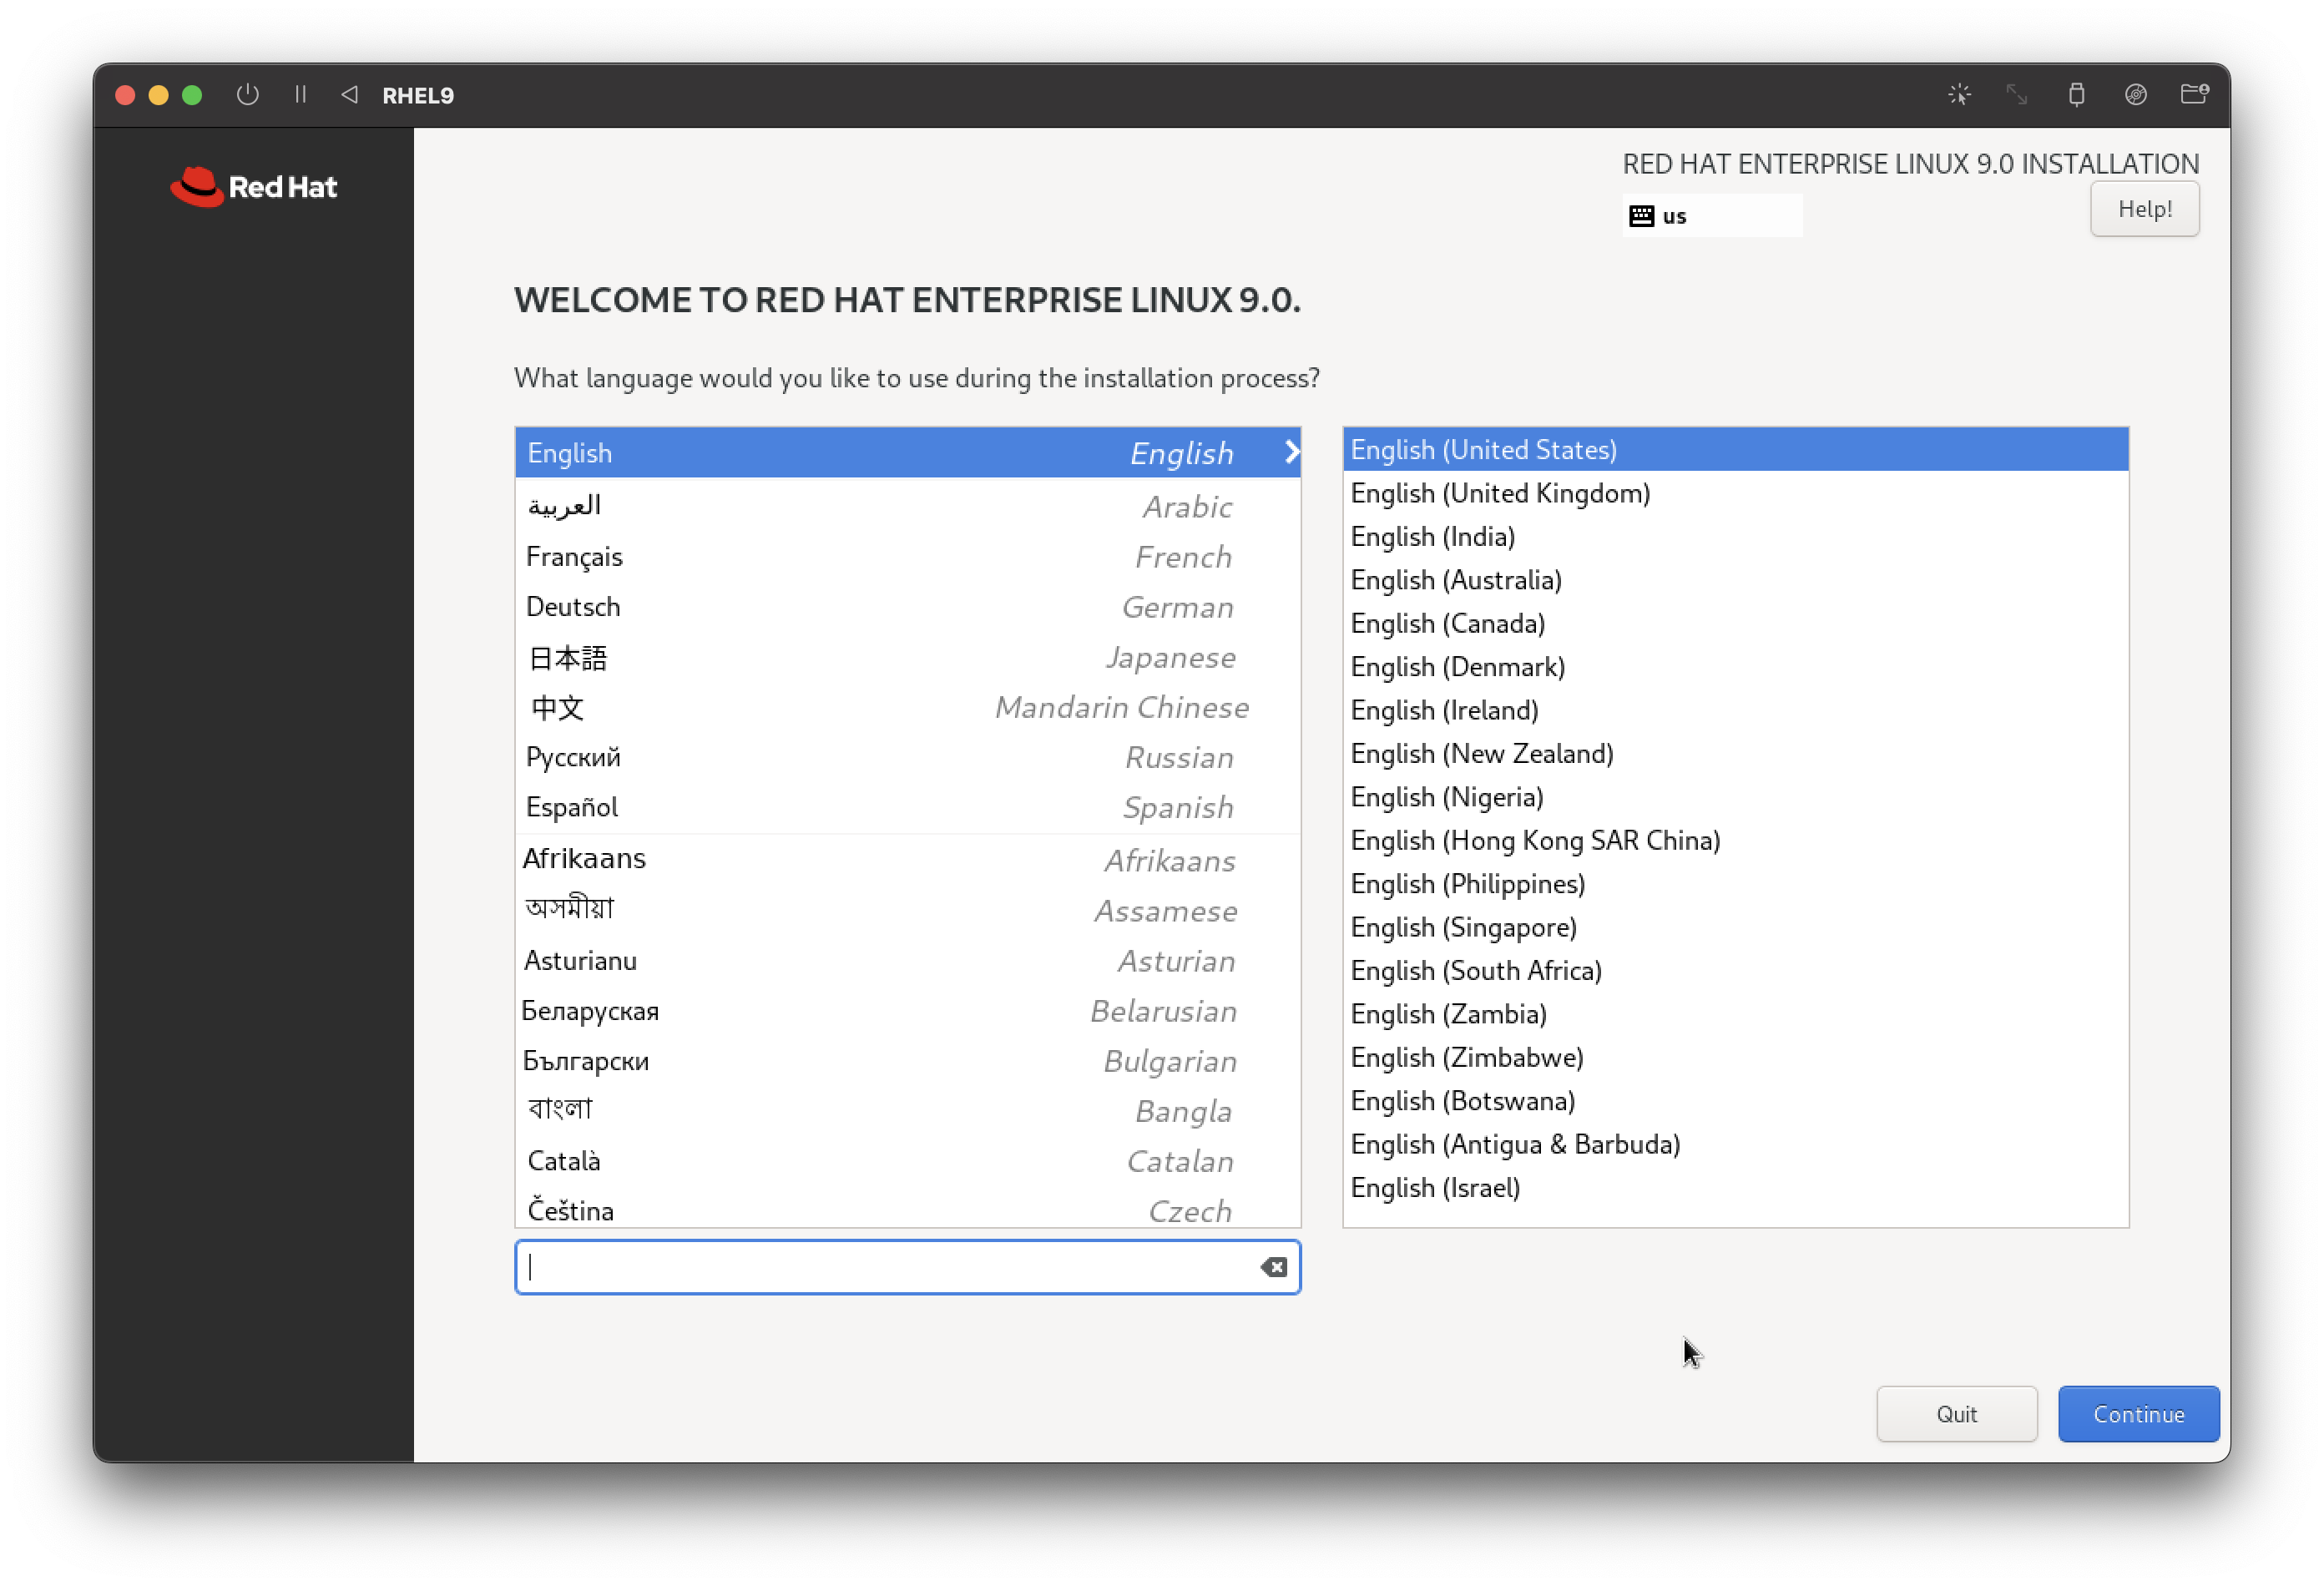 RHEL9
Red Hat
RED HAT ENTERPRISE LINUX 9.0 INSTALLATION
us
Help!
WELCOME TO RED HAT ENTERPRISE LINUX 9.0.
What language would you like to use during the installation process?
English English
العربية Arabic
Français French
Deutsch German
日本語 Japanese
中文 Mandarin Chinese
Русский Russian
Español Spanish
Afrikaans Afrikaans
অসমীয়া Assamese
Asturianu Asturian
Беларуская Belarusian
Български Bulgarian
বাংলা Bangla
Català Catalan
Čeština Czech
English (United States)
English (United Kingdom)
English (India)
English (Australia)
English (Canada)
English (Denmark)
English (Ireland)
English (New Zealand)
English (Nigeria)
English (Hong Kong SAR China)
English (Philippines)
English (Singapore)
English (South Africa)
English (Zambia)
English (Zimbabwe)
English (Botswana)
English (Antigua & Barbuda)
English (Israel)
Quit
Continue